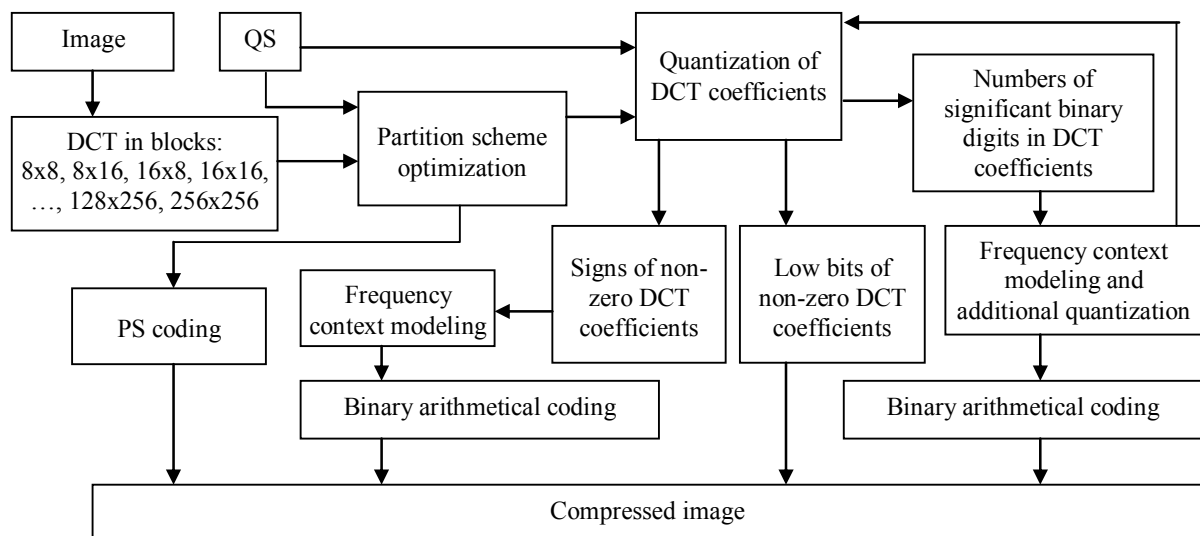 Image
QS
Quantization of
DCT coefficients
Numbers of
significant binary
digits in DCT
coefficients
DCT in blocks:
8x8, 8x16, 16x8, 16x16,
…, 128x256, 256x256
Partition scheme
optimization
PS coding
Frequency
context modeling
Signs of non-
zero DCT
coefficients
Low bits of
non-zero DCT
coefficients
Frequency context
modeling and
additional quantization
Binary arithmetical coding
Binary arithmetical coding
Compressed image